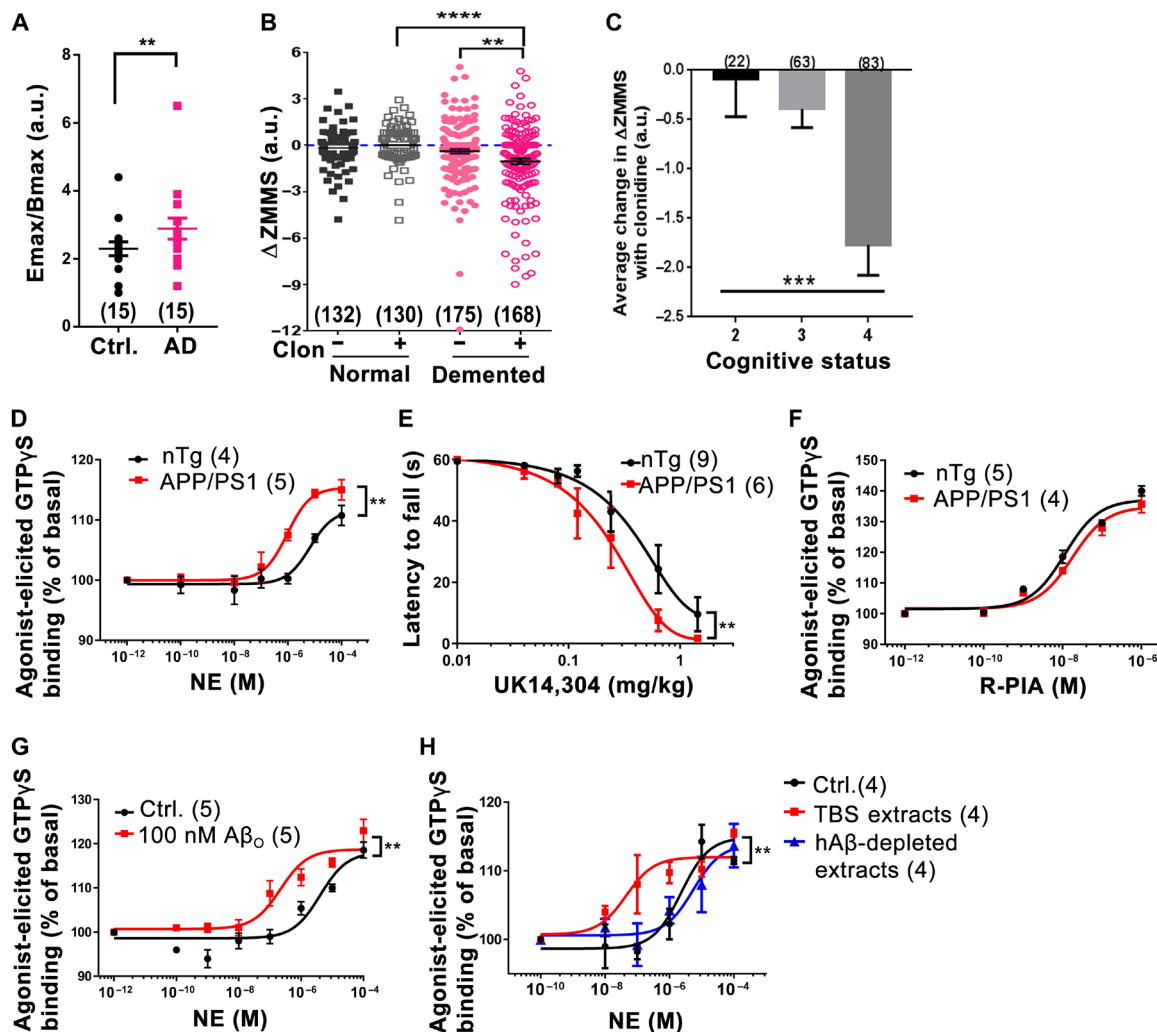 A
Emax/Bmax (a.u.)
8
6
4
2
0
**
(15) (15)
Ctrl. AD
B
ΔZMMS (a.u.)
6
3
0
−3
−6
−9
−12
****
**
(132) (130) (175) (168)
Clon − + − +
Normal Demented
C
Average change in ΔZMMS
with clonidine (a.u.)
0.0
−0.5
−1.0
−1.5
−2.0
−2.5
(22) (63) (83)
***
2 3 4
Cognitive status
D
Agonist-elicited GTPγS
binding (% of basal)
120
110
100
90
nTg (4)
APP/PS1 (5)
**
10⁻¹² 10⁻¹⁰ 10⁻⁸ 10⁻⁶ 10⁻⁴
NE (M)
E
Latency to fall (s)
60
40
20
0
nTg (9)
APP/PS1 (6)
**
0.01 0.1 1
UK14,304 (mg/kg)
F
Agonist-elicited GTPγS
binding (% of basal)
150
140
130
120
110
100
90
nTg (5)
APP/PS1 (4)
10⁻¹² 10⁻¹⁰ 10⁻⁸ 10⁻⁶
R-PIA (M)
G
Agonist-elicited GTPγS
binding (% of basal)
130
120
110
100
90
Ctrl. (5)
100 nM Aβ₀ (5)
**
10⁻¹² 10⁻¹⁰ 10⁻⁸ 10⁻⁶ 10⁻⁴
NE (M)
H
Agonist-elicited GTPγS
binding (% of basal)
120
110
100
**
10⁻¹⁰ 10⁻⁸ 10⁻⁶ 10⁻⁴
NE (M)
Ctrl.(4)
TBS extracts (4)
hAβ-depleted
extracts (4)